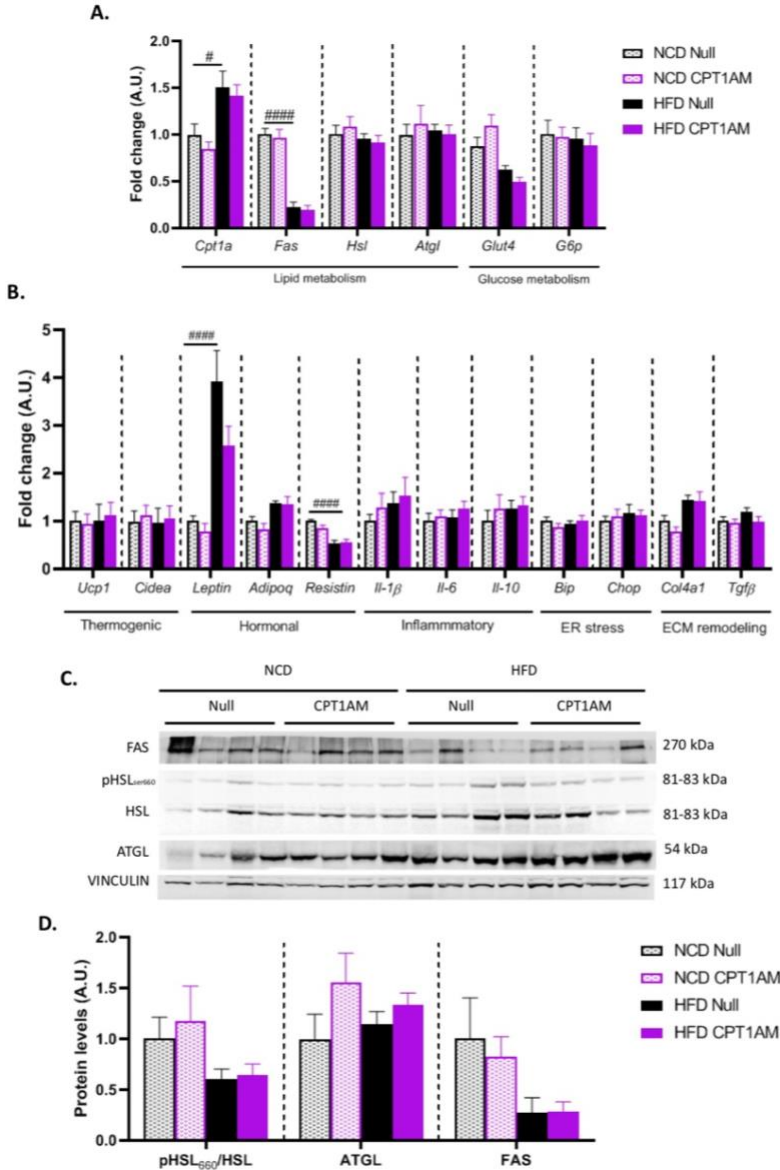 A.
Fold change (A.U.)
2.0
1.5
1.0
0.5
0.0
#
####
Cpt1a Fas Hsl Atgl Glut4 G6p
Lipid metabolism Glucose metabolism
NCD Null
NCD CPT1AM
HFD Null
HFD CPT1AM
B.
Fold change (A.U.)
5
4
3
2
1
0
####
####
Ucp1 Cidea Leptin Adipoq Resistin Il-1β Il-6 Il-10 Bip Chop Col4a1 Tgfβ
Thermogenic Hormonal Inflammmatory ER stress ECM remodeling
C.
NCD HFD
Null CPT1AM Null CPT1AM
FAS 270 kDa
pHSLser660 81-83 kDa
HSL 81-83 kDa
ATGL 54 kDa
VINCULIN 117 kDa
D.
Protein levels (A.U.)
2.0
1.5
1.0
0.5
0.0
pHSL660/HSL ATGL FAS
NCD Null
NCD CPT1AM
HFD Null
HFD CPT1AM